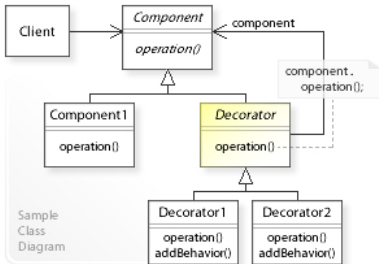 Client
Component
operation()
component
component.
operation();
Component1
operation()
Decorator
operation()
Decorator1
operation()
addBehavior()
Decorator2
operation()
addBehavior()
Sample
Class
Diagram